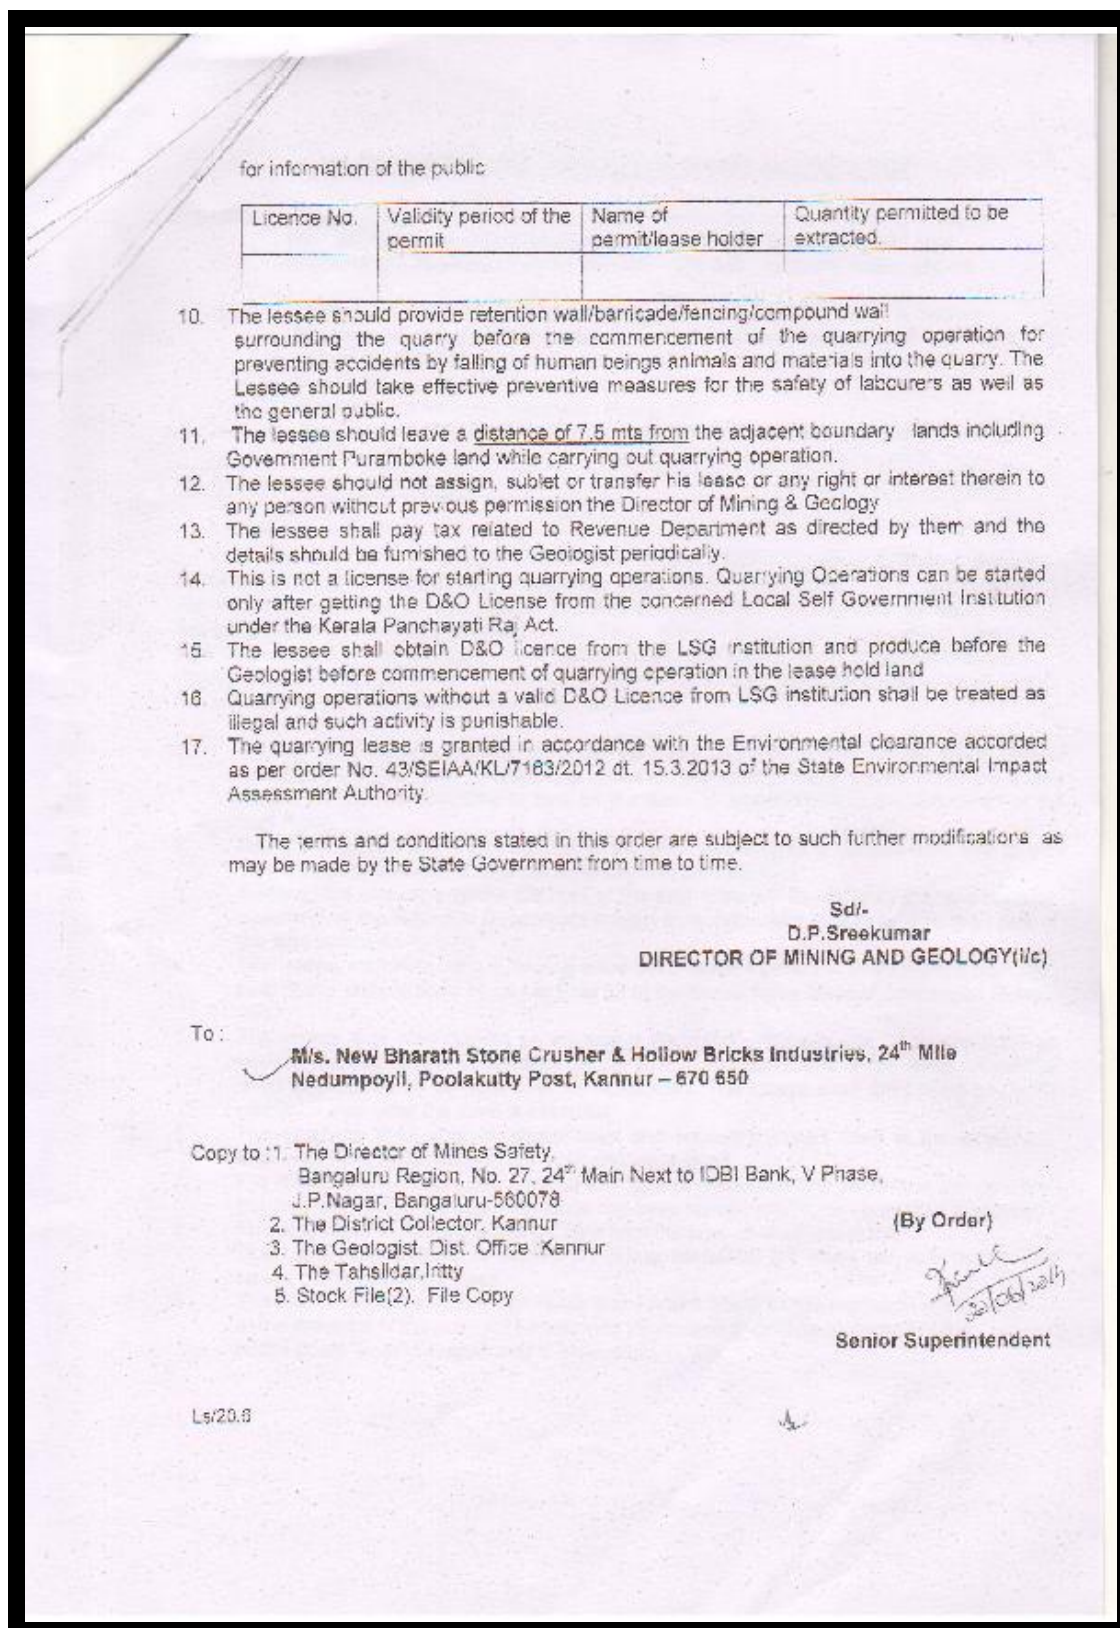 for information of the public
Licence No. Validity period of the permit Name of permit/lease holder Quantity permitted to be extracted.
10. The lessee should provide retention wall/barricade/fencing/compound wall
surrounding the quarry before the commencement of the quarrying operation for
preventing accidents by falling of human beings animals and materials into the quarry. The
Lessee should take effective preventive measures for the safety of labourers as well as
the general public.
11. The lessee should leave a distance of 7.5 mts from the adjacent boundary lands including
Government Puramboke land while carrying out quarrying operation.
12. The lessee should not assign, sublet or transfer his lease or any right or interest therein to
any person without previous permission the Director of Mining & Geology
13. The lessee shall pay tax related to Revenue Department as directed by them and the
details should be furnished to the Geologist periodically.
14. This is not a license for starting quarrying operations. Quarrying Operations can be started
only after getting the D&O License from the concerned Local Self Government Institution
under the Kerala Panchayati Raj Act.
15. The lessee shall obtain D&O licence from the LSG institution and produce before the
Geologist before commencement of quarrying operation in the lease hold land
16. Quarrying operations without a valid D&O Licence from LSG institution shall be treated as
illegal and such activity is punishable.
17. The quarrying lease is granted in accordance with the Environmental clearance accorded
as per order No. 43/SEIAA/KL/7183/2012 dt. 15.3.2013 of the State Environmental Impact
Assessment Authority.
The terms and conditions stated in this order are subject to such further modifications as
may be made by the State Government from time to time.
Sd/-
D.P.Sreekumar
DIRECTOR OF MINING AND GEOLOGY(i/c)
To :
M/s. New Bharath Stone Crusher & Hollow Bricks Industries, 24th Mile
Nedumpoyil, Poolakutty Post, Kannur – 670 650
Copy to :1. The Director of Mines Safety,
Bangaluru Region, No. 27, 24th Main Next to IDBI Bank, V Phase,
J.P.Nagar, Bangaluru-560078
2. The District Collector, Kannur
(By Order)
3. The Geologist, Dist. Office :Kannur
4. The Tahsildar,Iritty
5. Stock File(2). File Copy
Senior Superintendent
Ls/20.6